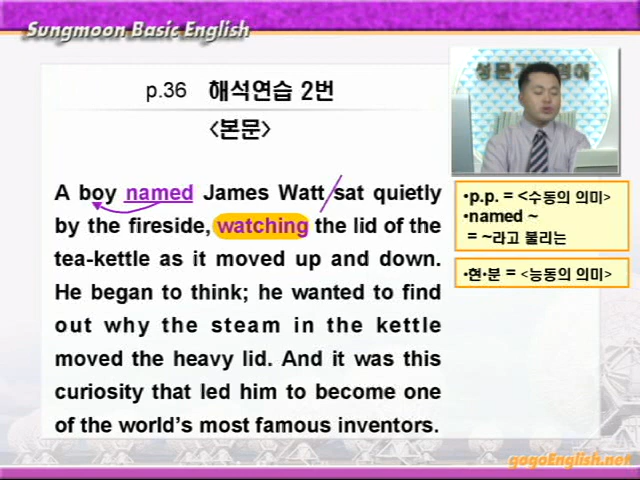 Sungmoon Basic English
p.36 해석연습 2번
<본문>
A boy named James Watt sat quietly
by the fireside, watching the lid of the
tea-kettle as it moved up and down.
He began to think; he wanted to find
out why the steam in the kettle
moved the heavy lid. And it was this
curiosity that led him to become one
of the world's most famous inventors.
•p.p. = <수동의 의미>
•named ~
= ~라고 불리는
•현•분 = <능동의 의미>
gogoEnglish.net